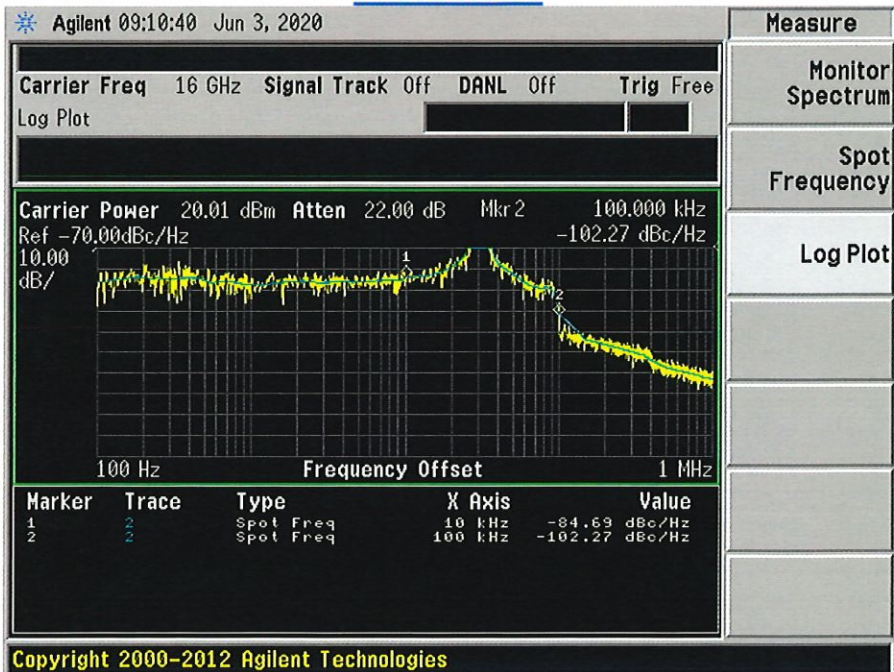 Agilent 09:10:40 Jun 3, 2020
Measure
Carrier Freq 16 GHz Signal Track Off DANL Off Trig Free
Log Plot
Monitor
Spectrum
Spot
Frequency
Log Plot
Carrier Power 20.01 dBm Atten 22.00 dB Mkr 2 100.000 kHz
Ref -70.00dBc/Hz -102.27 dBc/Hz
10.00
dB/
1
2
100 Hz Frequency Offset 1 MHz
Marker Trace Type X Axis Value
1 2 Spot Freq 10 kHz -84.69 dBc/Hz
2 2 Spot Freq 100 kHz -102.27 dBc/Hz
Copyright 2000-2012 Agilent Technologies